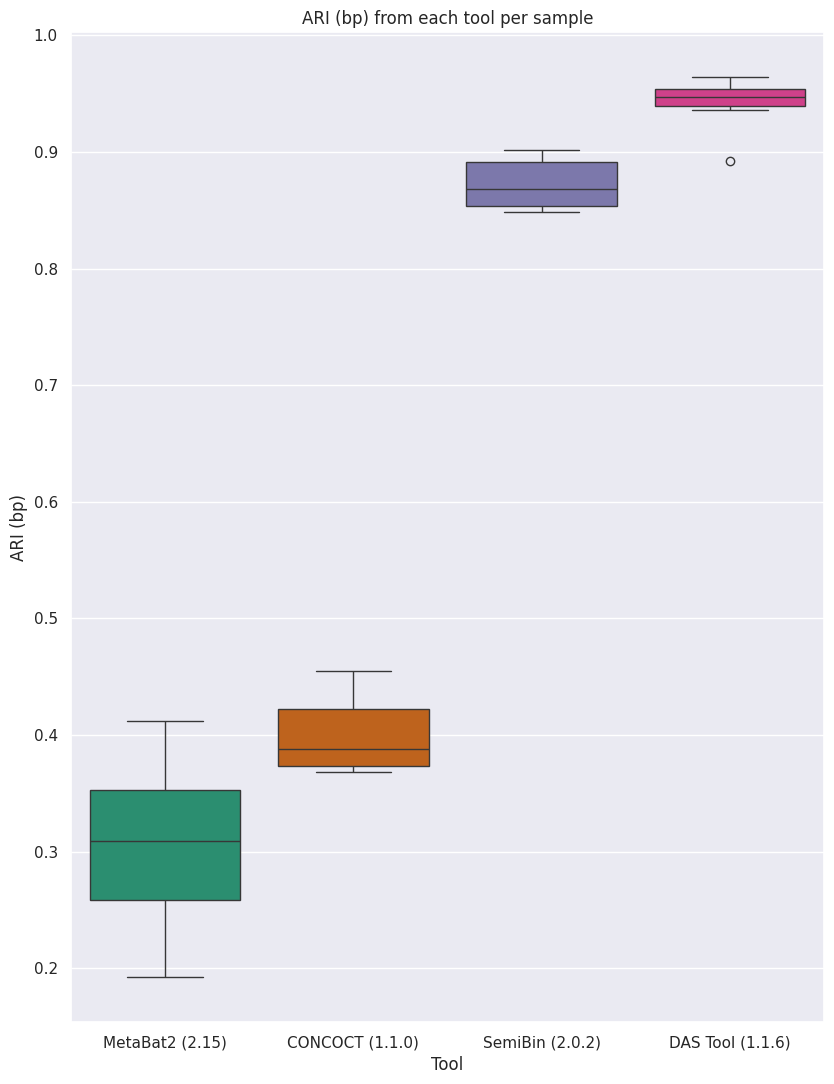 ARI (bp) from each tool per sample
1.0
0.9
0.8
0.7
0.6
0.5
0.4
0.3
0.2
ARI (bp)
MetaBat2 (2.15) CONCOCT (1.1.0) SemiBin (2.0.2) DAS Tool (1.1.6)
Tool